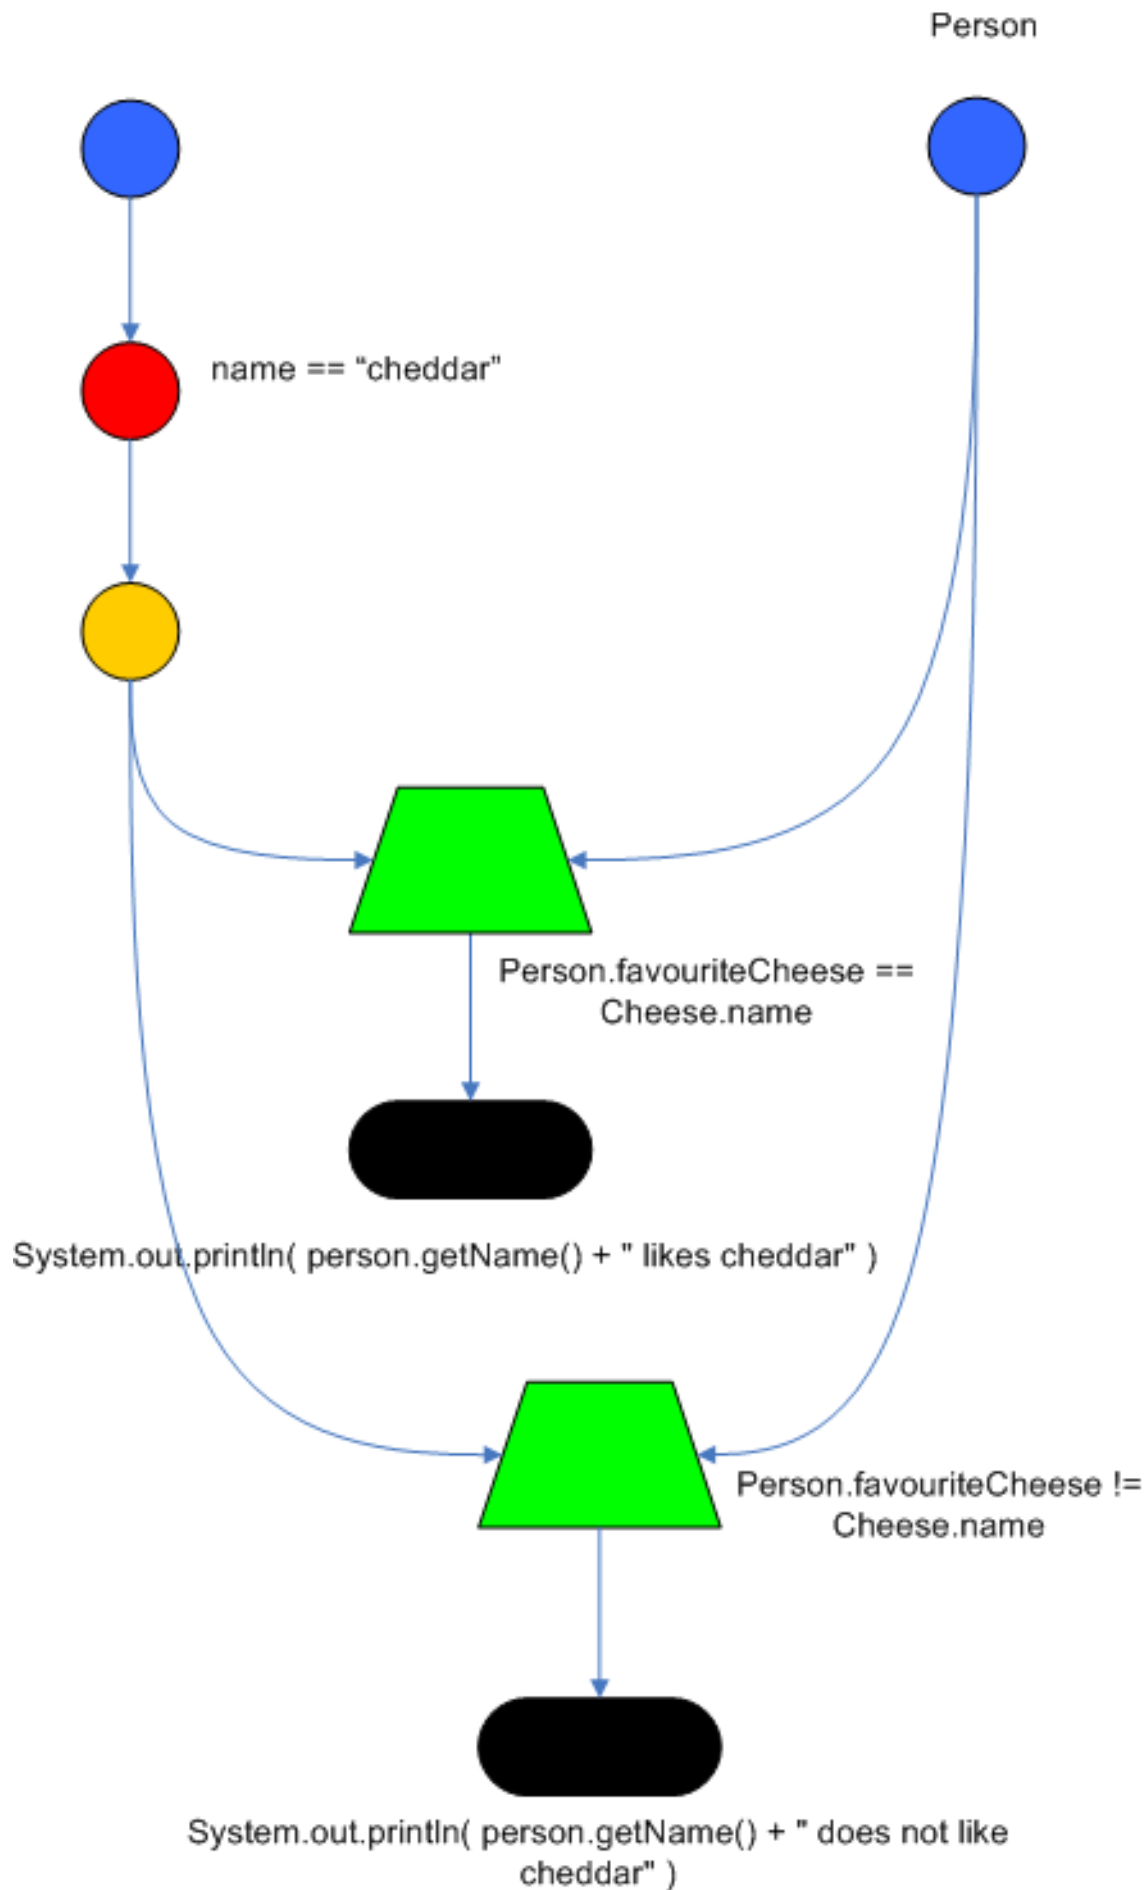 Person
name == “cheddar”
Person.favouriteCheese ==
Cheese.name
System.out.println( person.getName() + " likes cheddar" )
Person.favouriteCheese !=
Cheese.name
System.out.println( person.getName() + " does not like
cheddar" )